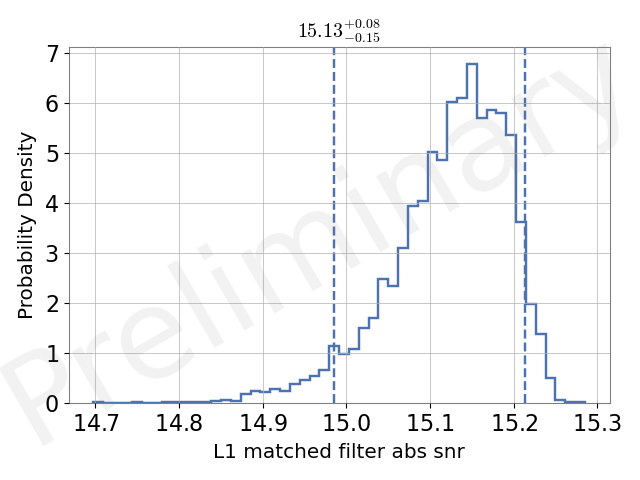 15.13+0.08−0.15
7
6
5
4
3
2
1
0
Probability Density
Preliminary
14.7 14.8 14.9 15.0 15.1 15.2 15.3
L1 matched filter abs snr